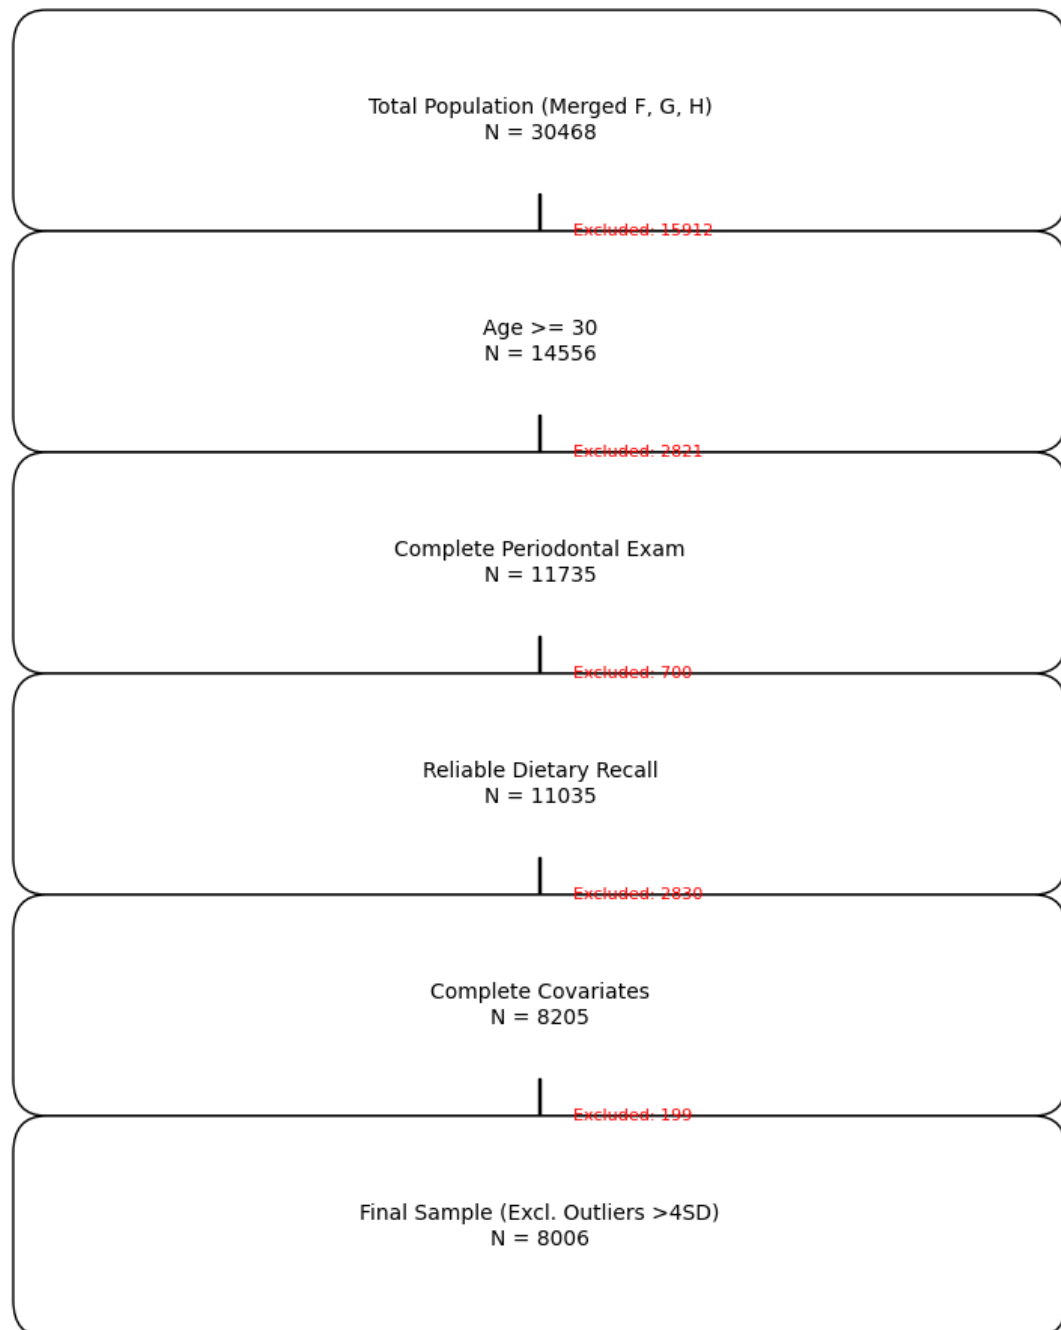 Total Population (Merged F, G, H)
N = 30468
Excluded: 15912
Age >= 30
N = 14556
Excluded: 2821
Complete Periodontal Exam
N = 11735
Excluded: 700
Reliable Dietary Recall
N = 11035
Excluded: 2830
Complete Covariates
N = 8205
Excluded: 199
Final Sample (Excl. Outliers >4SD)
N = 8006